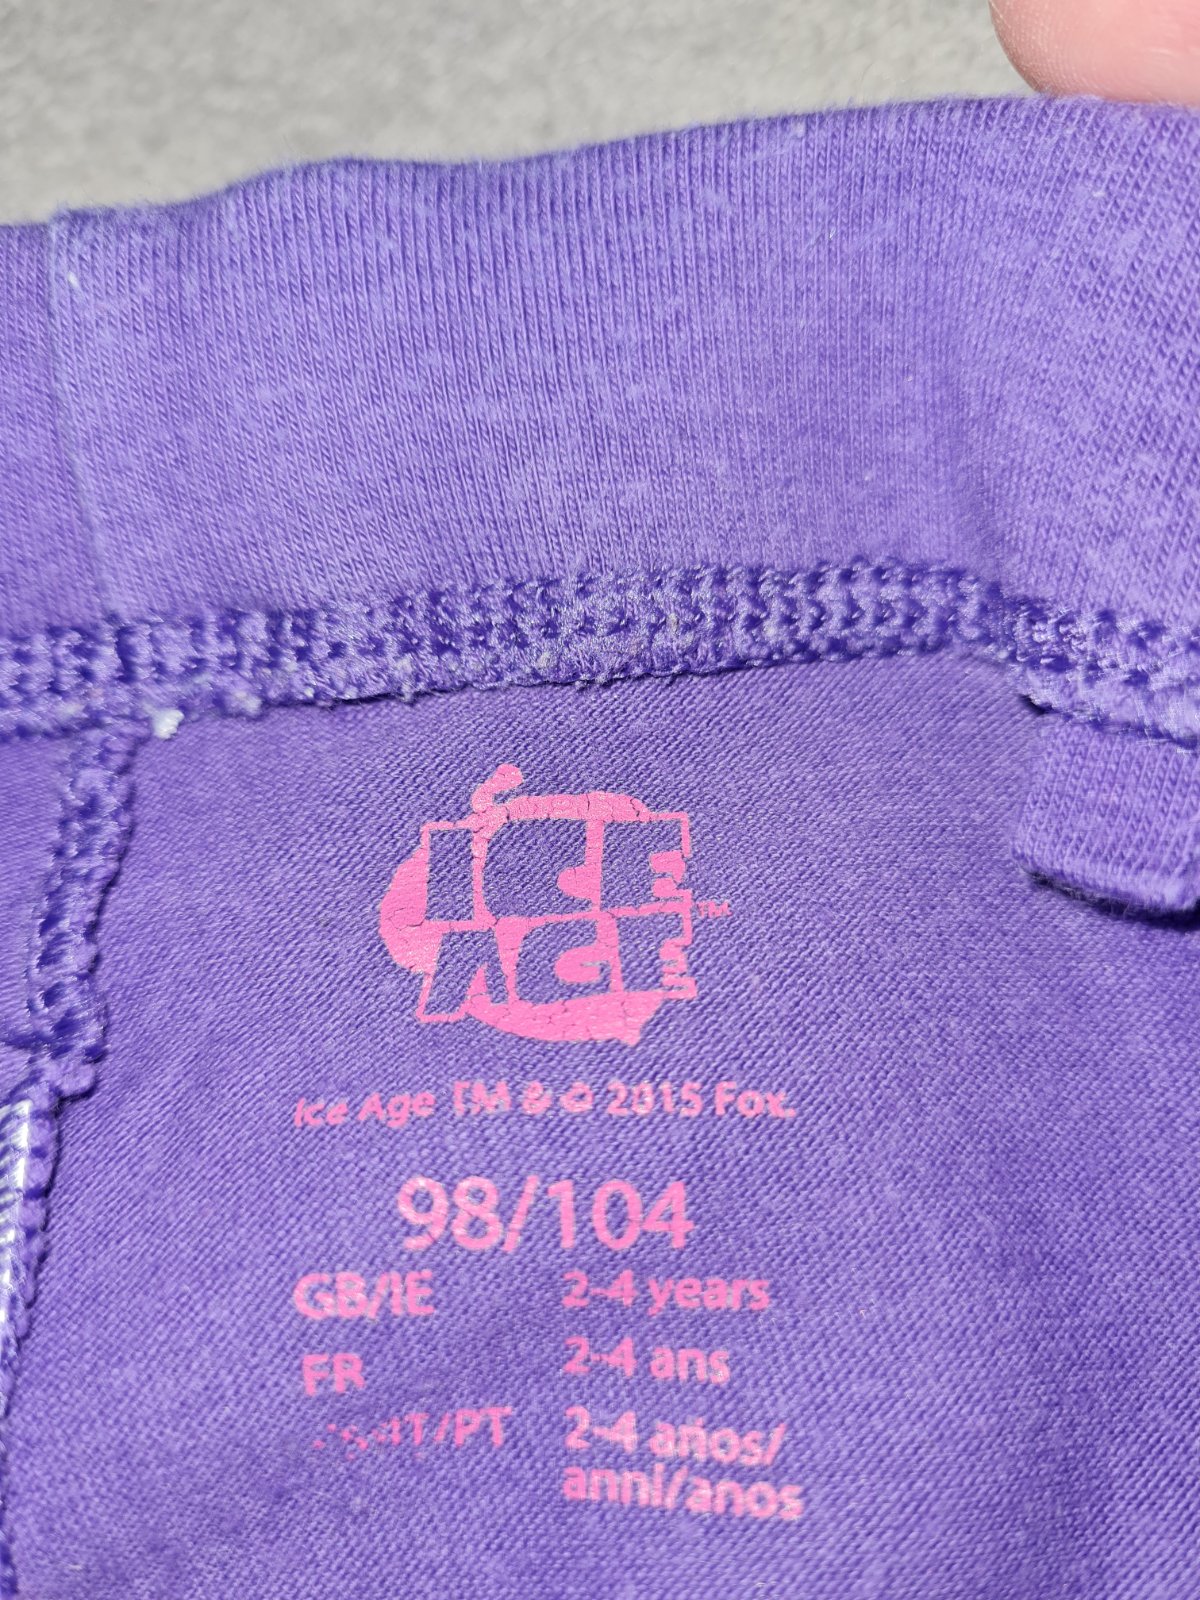 ICE
AGE™
Ice Age TM & © 2015 Fox.
98/104
GB/IE 2-4 years
FR 2-4 ans
/IT/PT 2-4 años/
anni/anos